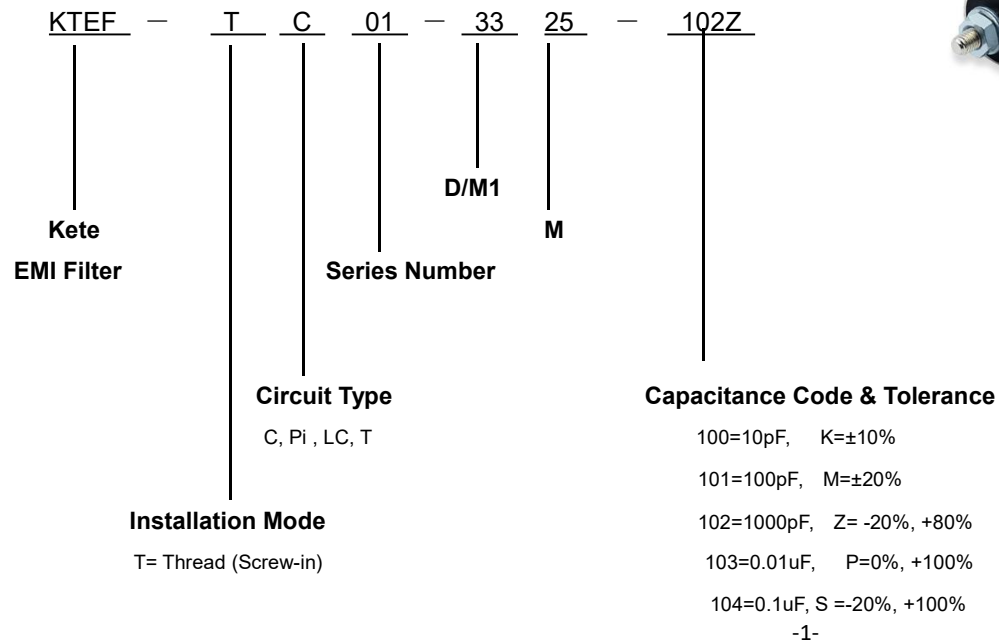 KTEF — T C 01 — 33 25 — 102Z
D/M1
Kete
M
EMI Filter
Series Number
Circuit Type
Capacitance Code & Tolerance
C, Pi , LC, T
100=10pF, K=±10%
101=100pF, M=±20%
Installation Mode
102=1000pF, Z= -20%, +80%
T= Thread (Screw-in)
103=0.01uF, P=0%, +100%
104=0.1uF, S =-20%, +100%
-1-